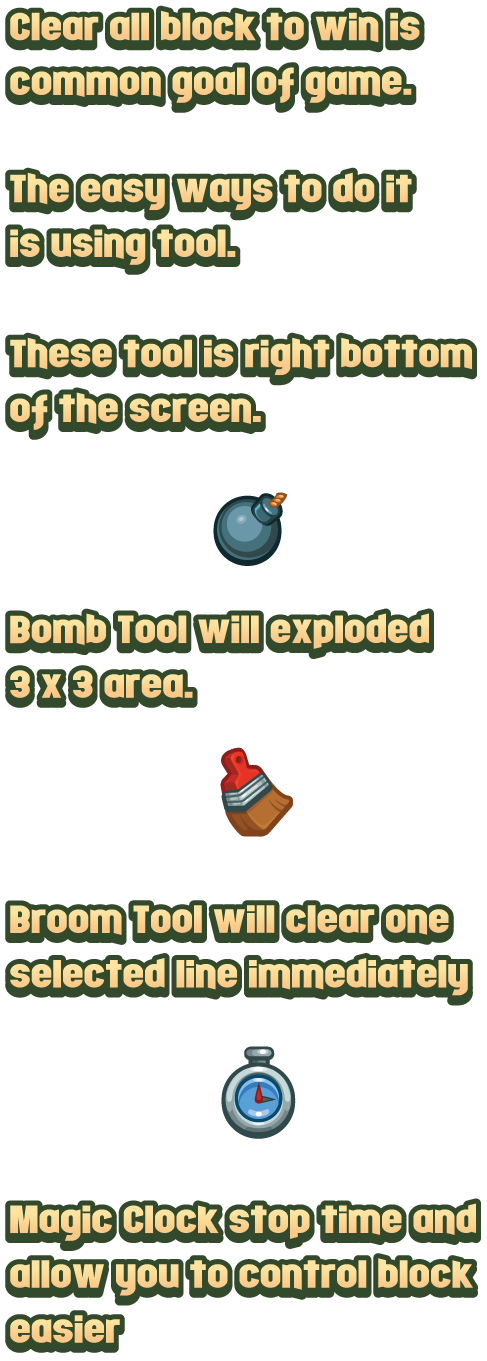 Clear all block to win is
common goal of game.
The easy ways to do it
is using tool.
These tool is right bottom
of the screen.
Bomb Tool will exploded
3 x 3 area.
Broom Tool will clear one
selected line immediately
Magic Clock stop time and
allow you to control block
easier